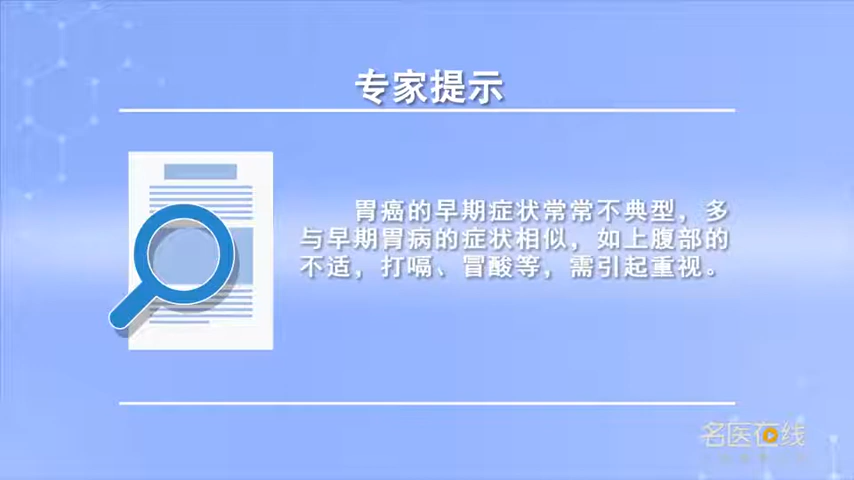 专家提示
胃癌的早期症状常常不典型，多
与早期胃病的症状相似，如上腹部的
不适，打嗝、冒酸等，需引起重视。
名医在线